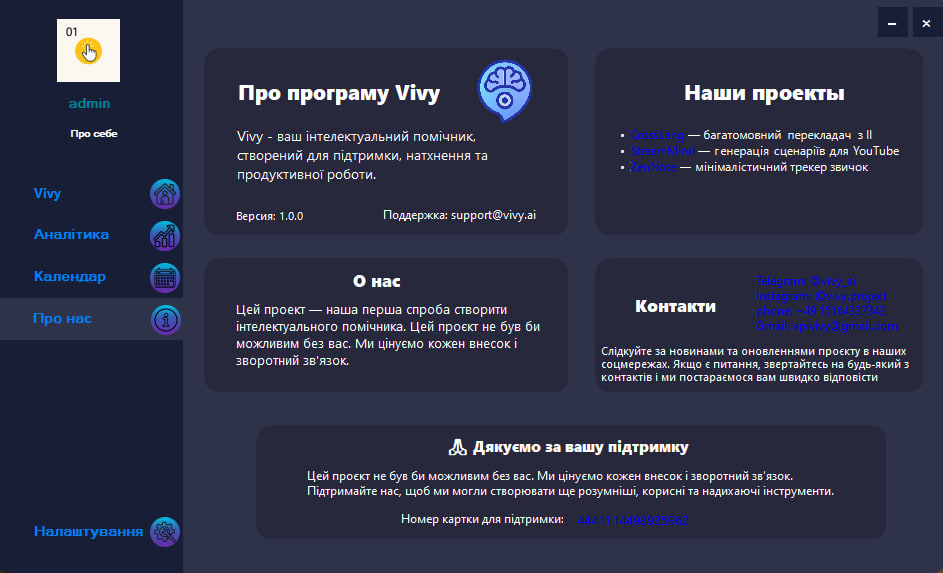 01
admin
Про себе
Vivy
Аналітика
Календар
Про нас
Налаштування
Про програму Vivy
Vivy - ваш інтелектуальний помічник,
створений для підтримки, натхнення та
продуктивної роботи.
Версия: 1.0.0
Поддержка: support@vivy.ai
Наши проекты
• CrossLang — багатомовний перекладач з ІІ
• StreamMind — генерація сценаріїв для YouTube
• ZenNote — мінімалістичний трекер звичок
О нас
Цей проект — наша перша спроба створити
інтелектуального помічника. Цей проєкт не був би
можливим без вас. Ми цінуємо кожен внесок і
зворотний зв'язок.
Контакти
Telegram: @vivy_ai
Instagram: @vivy.project
phone: +49 15164337848
Gmail: apivivy@gmail.com
Слідкуйте за новинами та оновленнями проєкту в наших
соцмережах. Якщо є питання, звертайтесь на будь-який з
контактів і ми постараємося вам швидко відповісти
Дякуємо за вашу підтримку
Цей проєкт не був би можливим без вас. Ми цінуємо кожен внесок і зворотний зв'язок.
Підтримайте нас, щоб ми могли створювати ще розумніші, корисні та надихаючі інструменти.
Номер картки для підтримки: